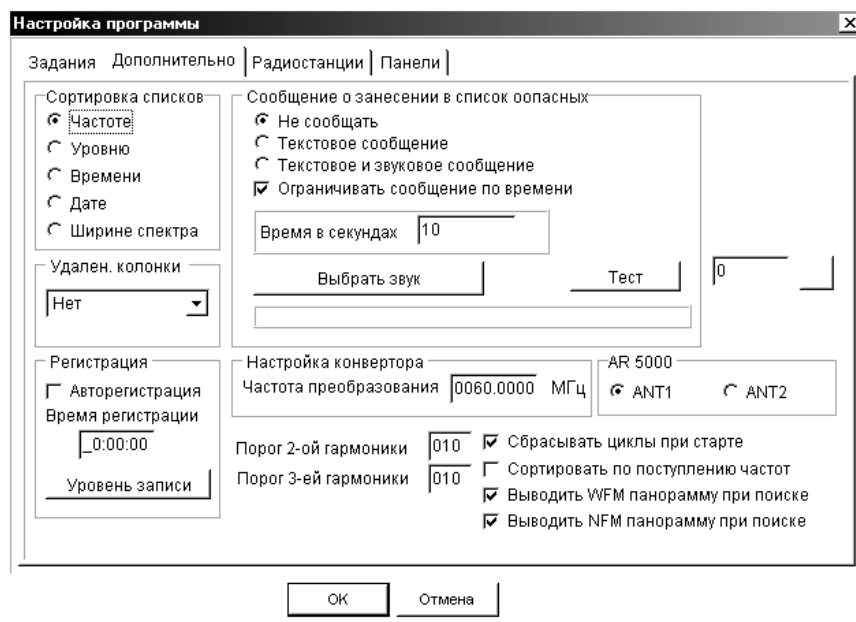 Настройка программы
Задания Дополнительно Радиостанции Панели
Сортировка списков
Частоте
Уровню
Времени
Дате
Ширине спектра
Сообщение о занесении в список оопасных
Не сообщать
Текстовое сообщение
Текстовое и звуковое сообщение
Ограничивать сообщение по времени
Время в секундах 10
Выбрать звук Тест
0
Удален. колонки
Нет
Регистрация
Авторегистрация
Время регистрации
_0:00:00
Уровень записи
Настройка конвертора
Частота преобразования 0060.0000 МГц
AR 5000
ANT1 ANT2
Порог 2-ой гармоники 010
Порог 3-ей гармоники 010
Сбрасывать циклы при старте
Сортировать по поступлению частот
Выводить WFM панораму при поиске
Выводить NFM панораму при поиске
OK Отмена